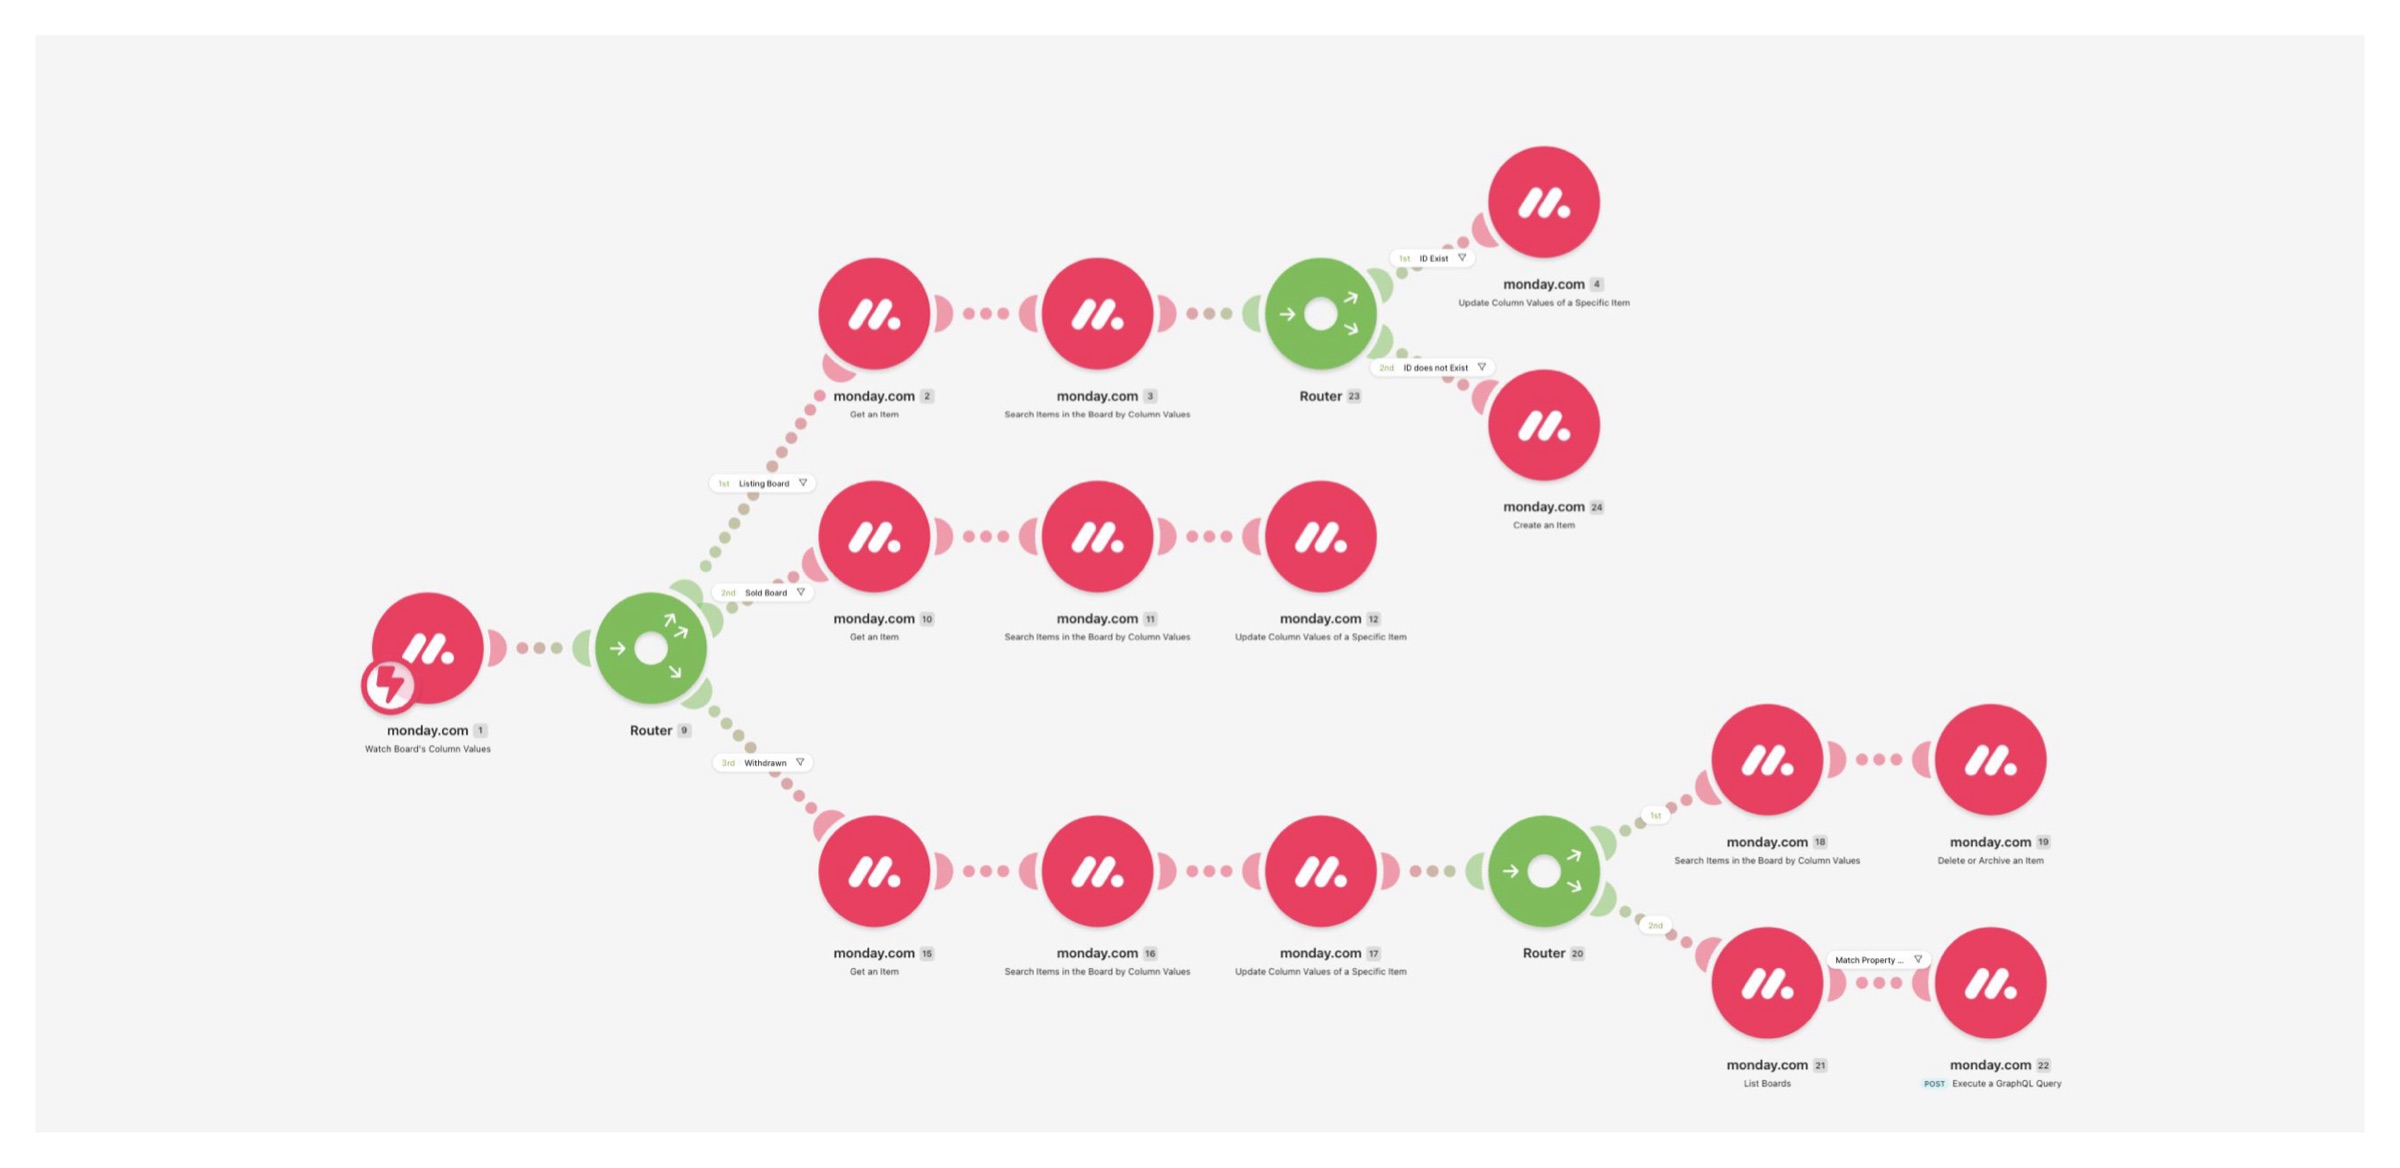 1st ID Exist
monday.com 4
Update Column Values of a Specific Item
monday.com 2
Get an Item
monday.com 3
Search Items in the Board by Column Values
Router 23
2nd ID does not Exist
monday.com 24
Create an Item
1st Listing Board
2nd Sold Board
monday.com 10
Get an Item
monday.com 11
Search Items in the Board by Column Values
monday.com 12
Update Column Values of a Specific Item
monday.com 1
Watch Board's Column Values
Router 9
3rd Withdrawn
monday.com 15
Get an Item
monday.com 16
Search Items in the Board by Column Values
monday.com 17
Update Column Values of a Specific Item
Router 20
1st
monday.com 18
Search Items in the Board by Column Values
monday.com 19
Delete or Archive an Item
2nd
Match Property ...
monday.com 21
List Boards
monday.com 22
POST Execute a GraphQL Query